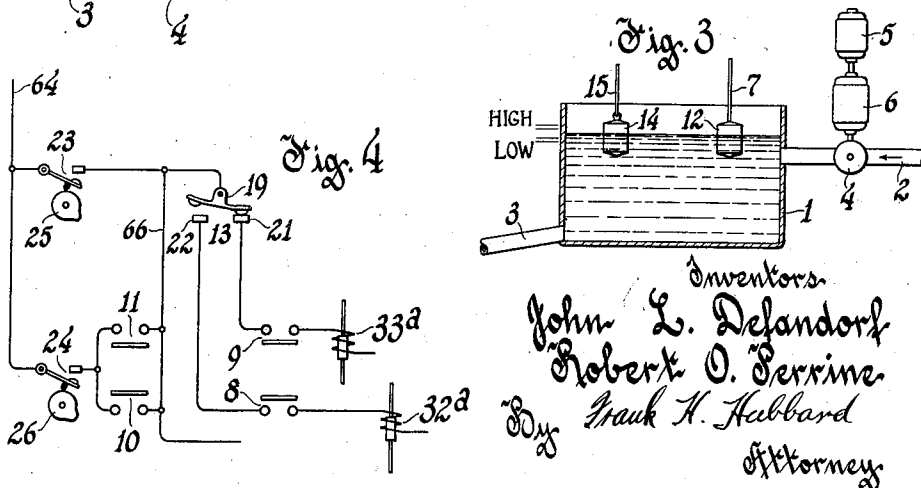 3
4
64
23
25
66
22
13
21
19
Fig. 4
11
24
26
10
9
8
33a
32a
Fig. 3
15
7
5
6
HIGH
14
12
LOW
4
2
3
1
Inventors
John L. Defandorf
Robert O. Perrine
By Frank H. Hubbard
Attorney